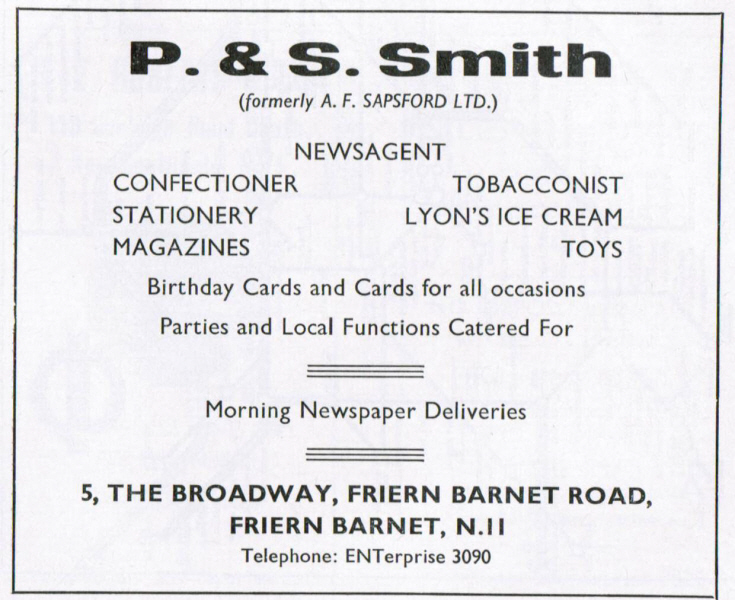 P. & S. Smith
(formerly A. F. SAPSFORD LTD.)
NEWSAGENT
CONFECTIONER TOBACCONIST
STATIONERY LYON'S ICE CREAM
MAGAZINES TOYS
Birthday Cards and Cards for all occasions
Parties and Local Functions Catered For
Morning Newspaper Deliveries
5, THE BROADWAY, FRIERN BARNET ROAD,
FRIERN BARNET, N.11
Telephone: ENTerprise 3090